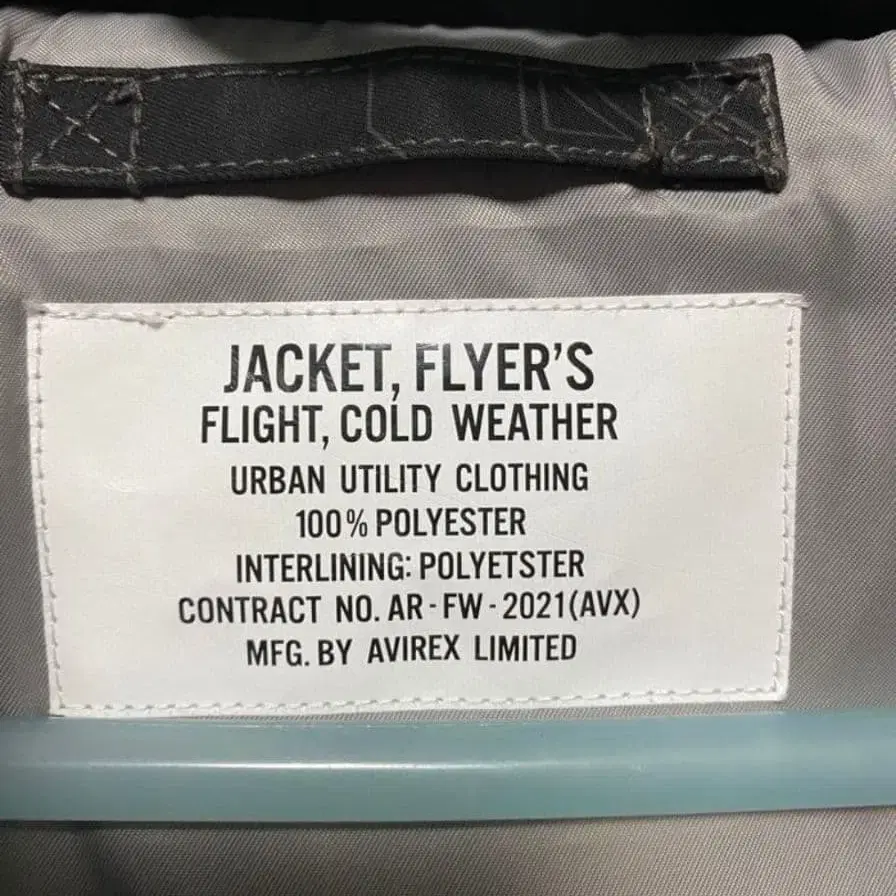 JACKET, FLYER'S
FLIGHT, COLD WEATHER
URBAN UTILITY CLOTHING
100% POLYESTER
INTERLINING: POLYETSTER
CONTRACT NO. AR-FW-2021(AVX)
MFG. BY AVIREX LIMITED